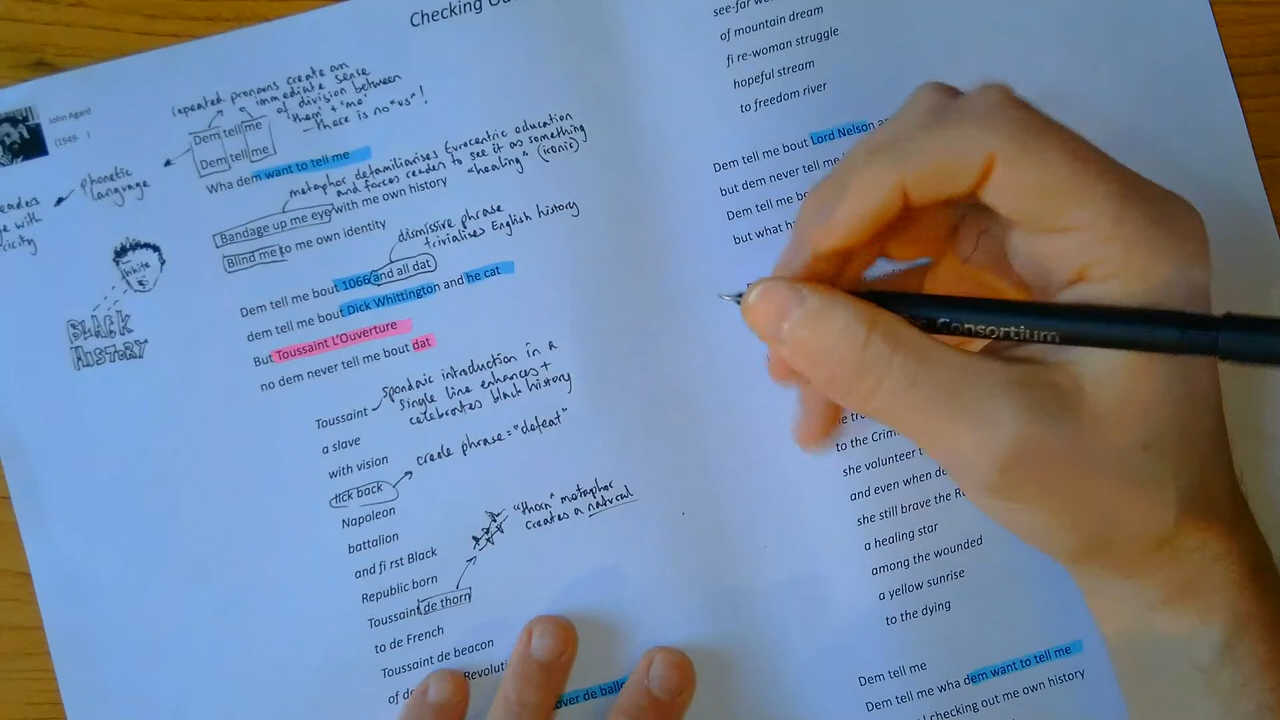 Checking Ou
John Agard
(1949- )
repeated pronouns create an
immediate sense
of division between
"them" + "me"
- there is no "us"!
Dem tell me
Dem tell me
Wha dem want to tell me
Phonetic
language
metaphor defamiliarises Eurocentric education
and forces readers to see it as something
"healing" (iconic)
Bandage up me eye with me own history
Blind me to me own identity
White
BLACK
HISTORY
dismissive phrase
trivialises English history
Dem tell me bout 1066 and all dat
dem tell me bout Dick Whittington and he cat
But Toussaint L'Ouverture
no dem never tell me bout dat
Toussaint
a slave
with vision
lick back
Napoleon
battalion
and fi rst Black
Republic born
Toussaint de thorn
to de French
Toussaint de beacon
of de Revoluti
spondaic introduction in a
single line enhances +
celebrates black history
creole phrase = "defeat"
"thorn" metaphor
creates a natural
over de ball
of mountain dream
fi re-woman struggle
hopeful stream
to freedom river
Dem tell me bout Lord Nelson
but dem never tell me
Dem tell me
but what
to the Crim
she volunteer
and even when de
she still brave the
a healing star
among the wounded
a yellow sunrise
to the dying
Dem tell me
Dem tell me wha dem want to tell me
checking out me own history
Consortium